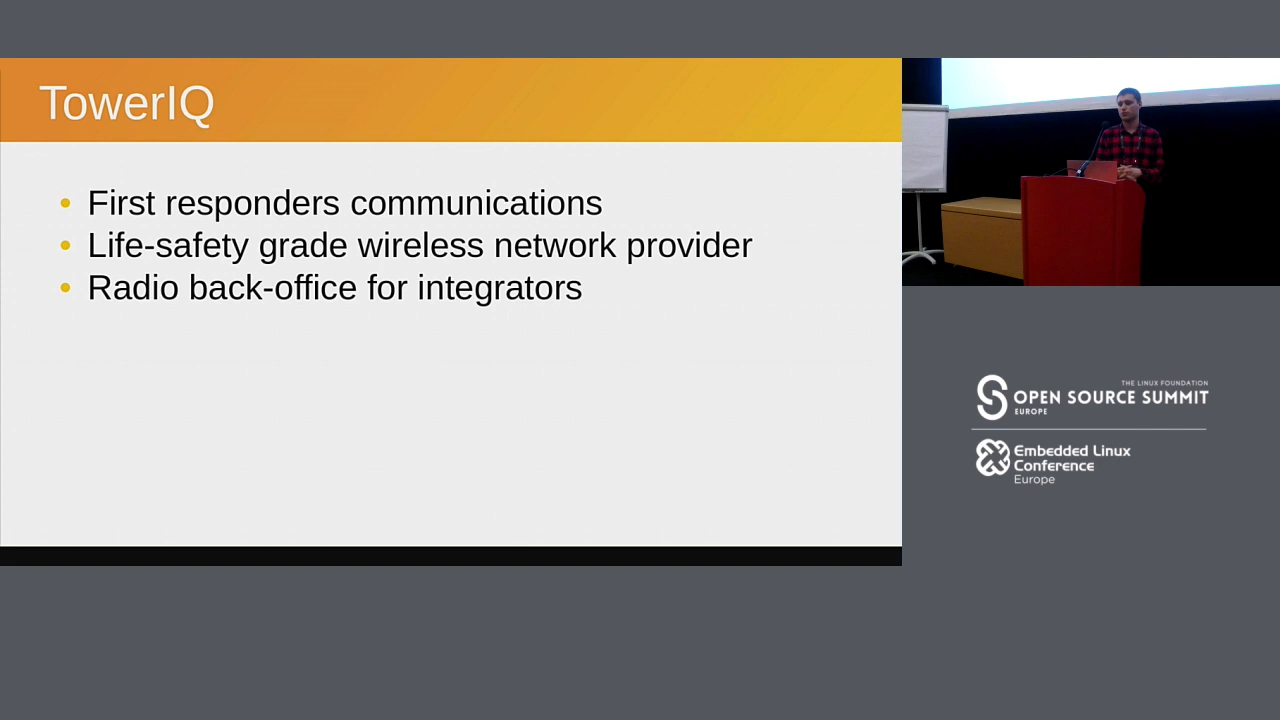 TowerIQ
• First responders communications
• Life-safety grade wireless network provider
• Radio back-office for integrators
THE LINUX FOUNDATION
OPEN SOURCE SUMMIT
EUROPE
Embedded Linux
Conference
Europe